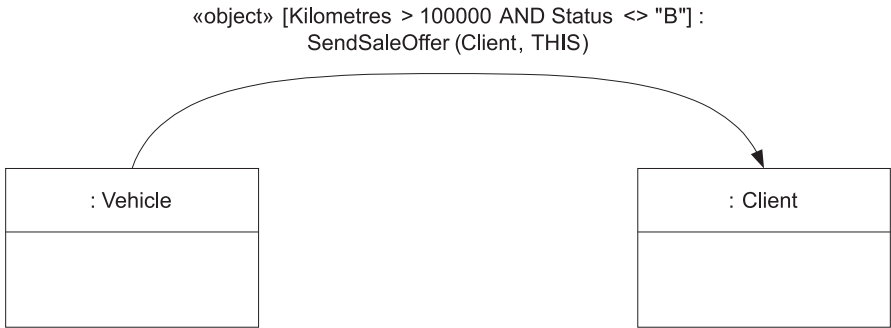 «object» [Kilometres > 100000 AND Status <> "B"] :
SendSaleOffer (Client, THIS)
: Vehicle
: Client